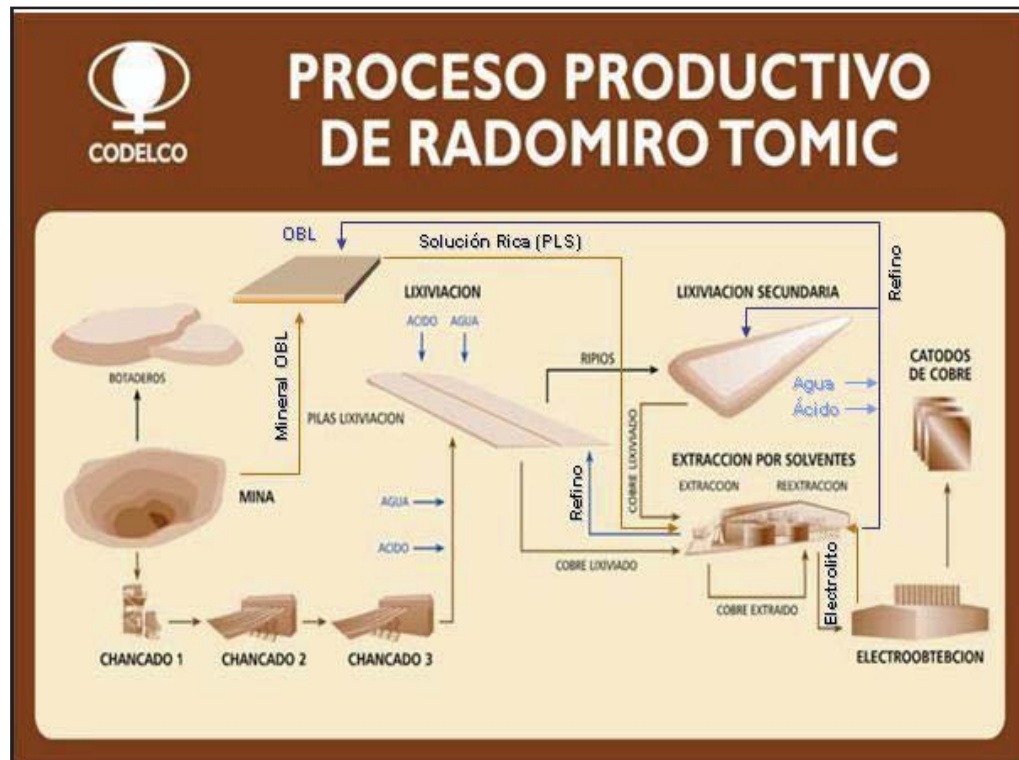 CODELCO
PROCESO PRODUCTIVO
DE RADOMIRO TOMIC
OBL
Solución Rica (PLS)
Refino
LIXIVIACION
ACIDO AGUA
LIXIVIACION SECUNDARIA
BOTADEROS
Mineral OBL
PILAS LIXIVIACION
RIPIOS
Agua
Ácido
CATODOS
DE COBRE
MINA
COBRE LIXIVIADO
EXTRACCION POR SOLVENTES
EXTRACCION REEXTRACCION
AGUA
ACIDO
Refino
COBRE LIXIVIADO
COBRE EXTRAIDO
Electrolito
CHANCADO 1
CHANCADO 2
CHANCADO 3
ELECTROOBTEBCION